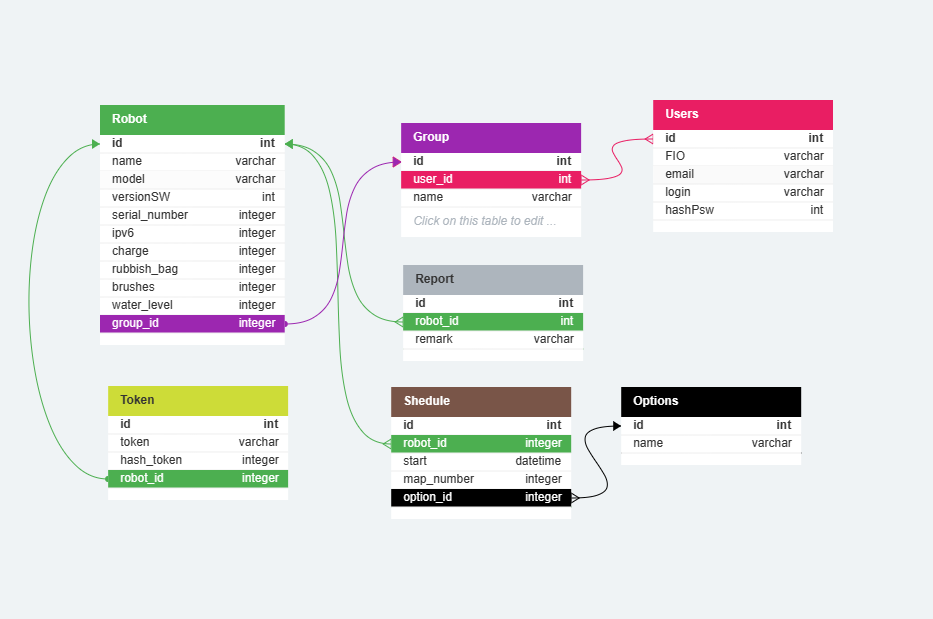 Robot
id int
name varchar
model varchar
versionSW int
serial_number integer
ipv6 integer
charge integer
rubbish_bag integer
brushes integer
water_level integer
group_id integer
Group
id int
user_id int
name varchar
Click on this table to edit ...
Users
id int
FIO varchar
email varchar
login varchar
hashPsw int
Report
id int
robot_id int
remark varchar
Token
id int
token varchar
hash_token integer
robot_id integer
Shedule
id int
robot_id integer
start datetime
map_number integer
option_id integer
Options
id int
name varchar